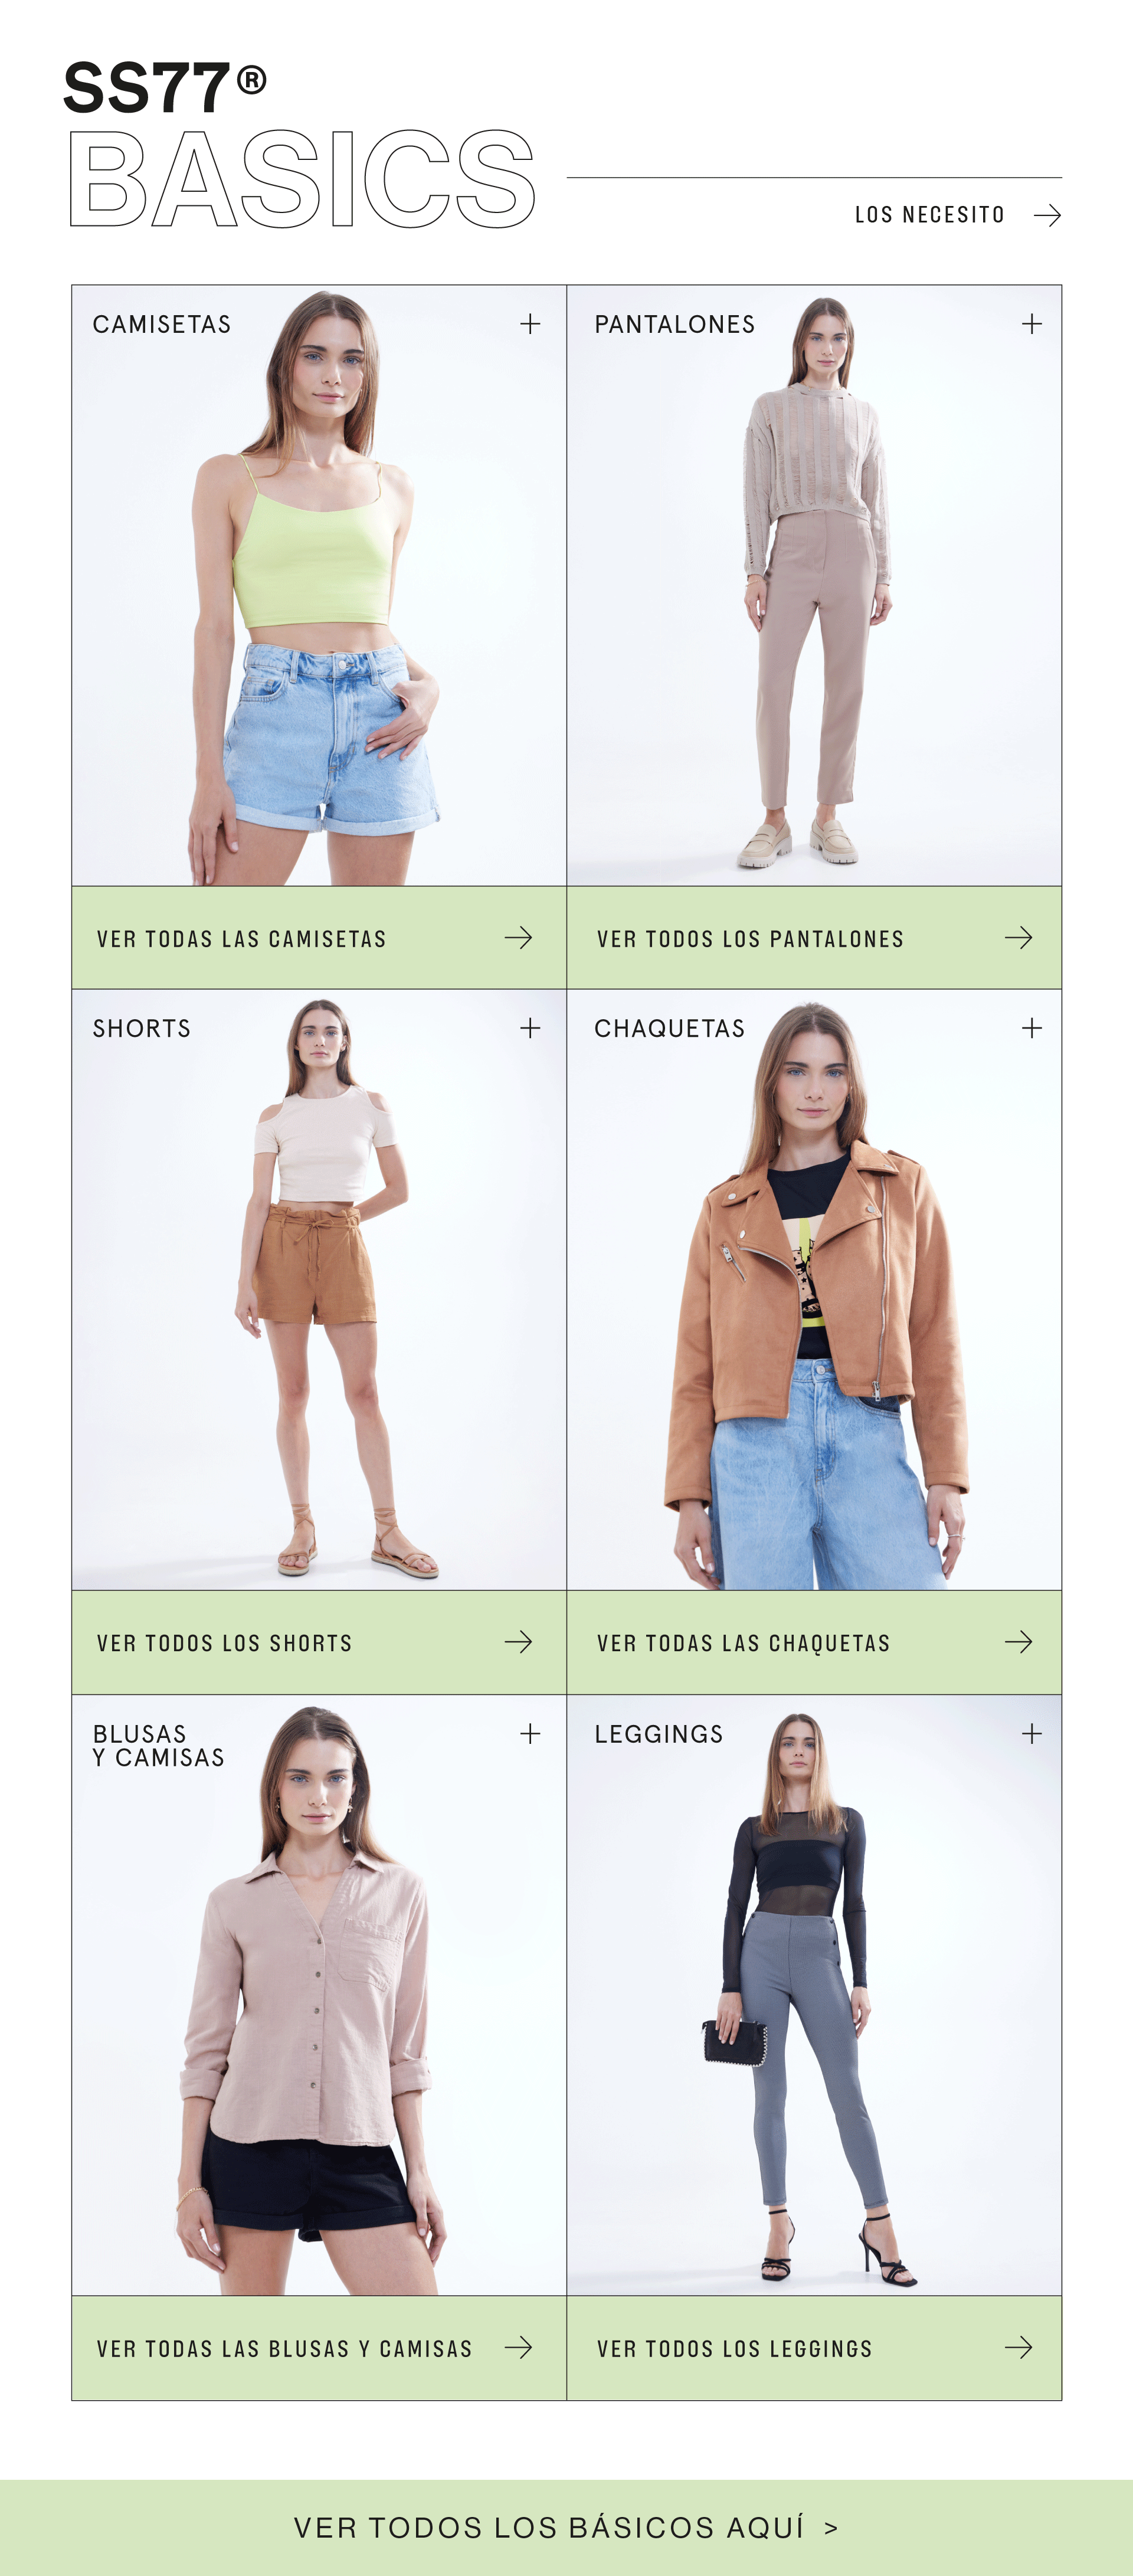 SS77®
BASICS
LOS NECESITO
CAMISETAS
PANTALONES
VER TODAS LAS CAMISETAS
VER TODOS LOS PANTALONES
SHORTS
CHAQUETAS
VER TODOS LOS SHORTS
VER TODAS LAS CHAQUETAS
BLUSAS
Y CAMISAS
LEGGINGS
VER TODAS LAS BLUSAS Y CAMISAS
VER TODOS LOS LEGGINGS
VER TODOS LOS BÁSICOS AQUÍ >